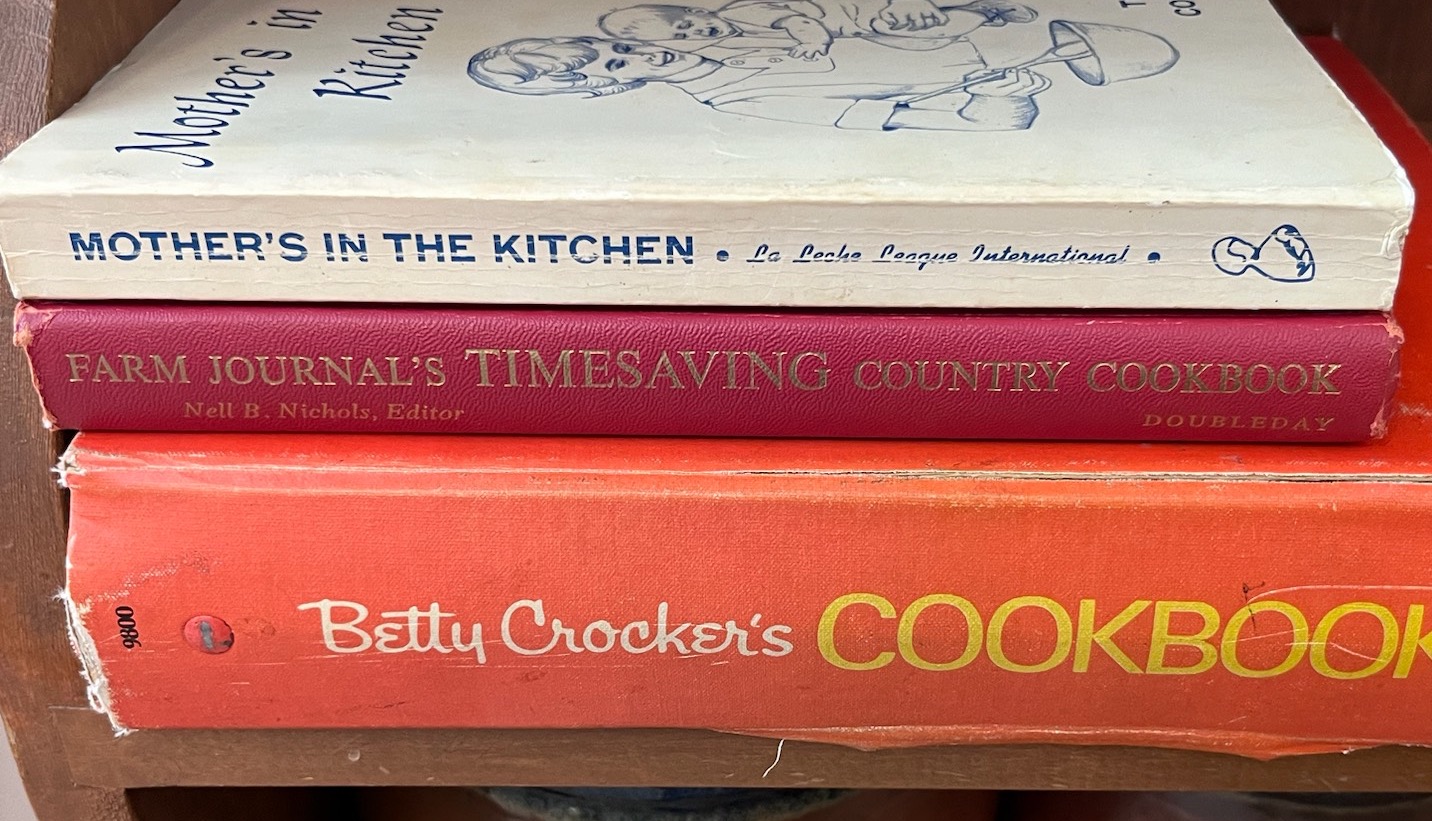 Mother's in
Kitchen
MOTHER'S IN THE KITCHEN • La Leche League International •
FARM JOURNAL'S TIMESAVING COUNTRY COOKBOOK
Nell B. Nichols, Editor
DOUBLEDAY
9800
Betty Crocker's COOKBOOK